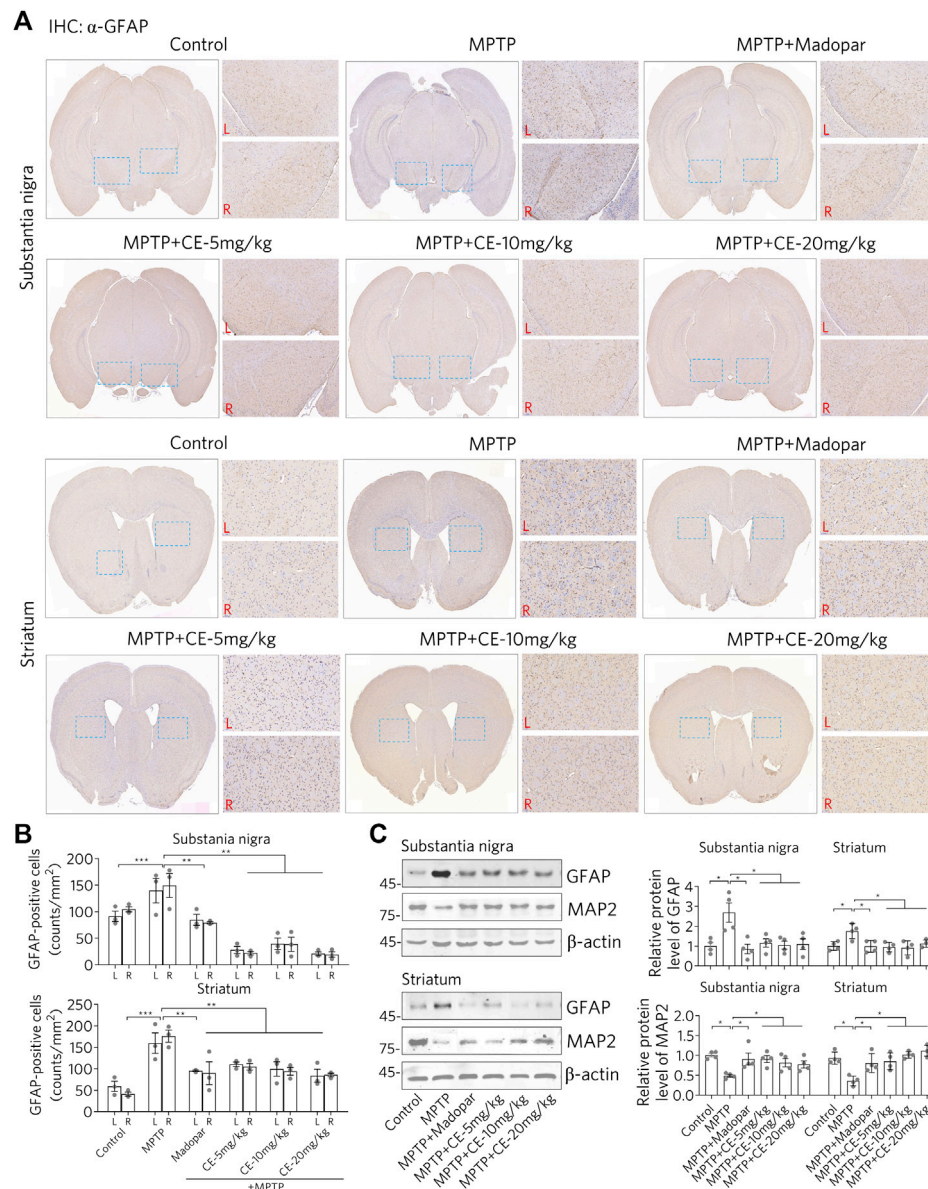 A IHC: α-GFAP
Control MPTP MPTP+Madopar
L L L
Substantia nigra
R R R
MPTP+CE-5mg/kg MPTP+CE-10mg/kg MPTP+CE-20mg/kg
L L L
R R R
Control MPTP MPTP+Madopar
L L L
Striatum
R R R
MPTP+CE-5mg/kg MPTP+CE-10mg/kg MPTP+CE-20mg/kg
L L L
R R R
B
Substania nigra
GFAP-positive cells
(counts/mm²)
200
150
100
50
0
*** ** **
L R L R L R L R L R L R
Striatum
GFAP-positive cells
(counts/mm²)
200
150
100
50
0
*** ** **
L R L R L R L R L R L R
Control MPTP Madopar CE-5mg/kg CE-10mg/kg CE-20mg/kg
+MPTP
C
Substantia nigra
45- GFAP
75- MAP2
45- β-actin
Striatum
45- GFAP
75- MAP2
45- β-actin
Control MPTP MPTP+Madopar MPTP+CE-5mg/kg MPTP+CE-10mg/kg MPTP+CE-20mg/kg
Substantia nigra Striatum
Relative protein
level of GFAP
4
3
2
1
0
* * * * * *
Substantia nigra Striatum
Relative protein
level of MAP2
2.0
1.5
1.0
0.5
0.0
* * * * * *
Control MPTP MPTP+Madopar MPTP+CE-5mg/kg MPTP+CE-10mg/kg MPTP+CE-20mg/kg Control MPTP MPTP+Madopar MPTP+CE-5mg/kg MPTP+CE-10mg/kg MPTP+CE-20mg/kg